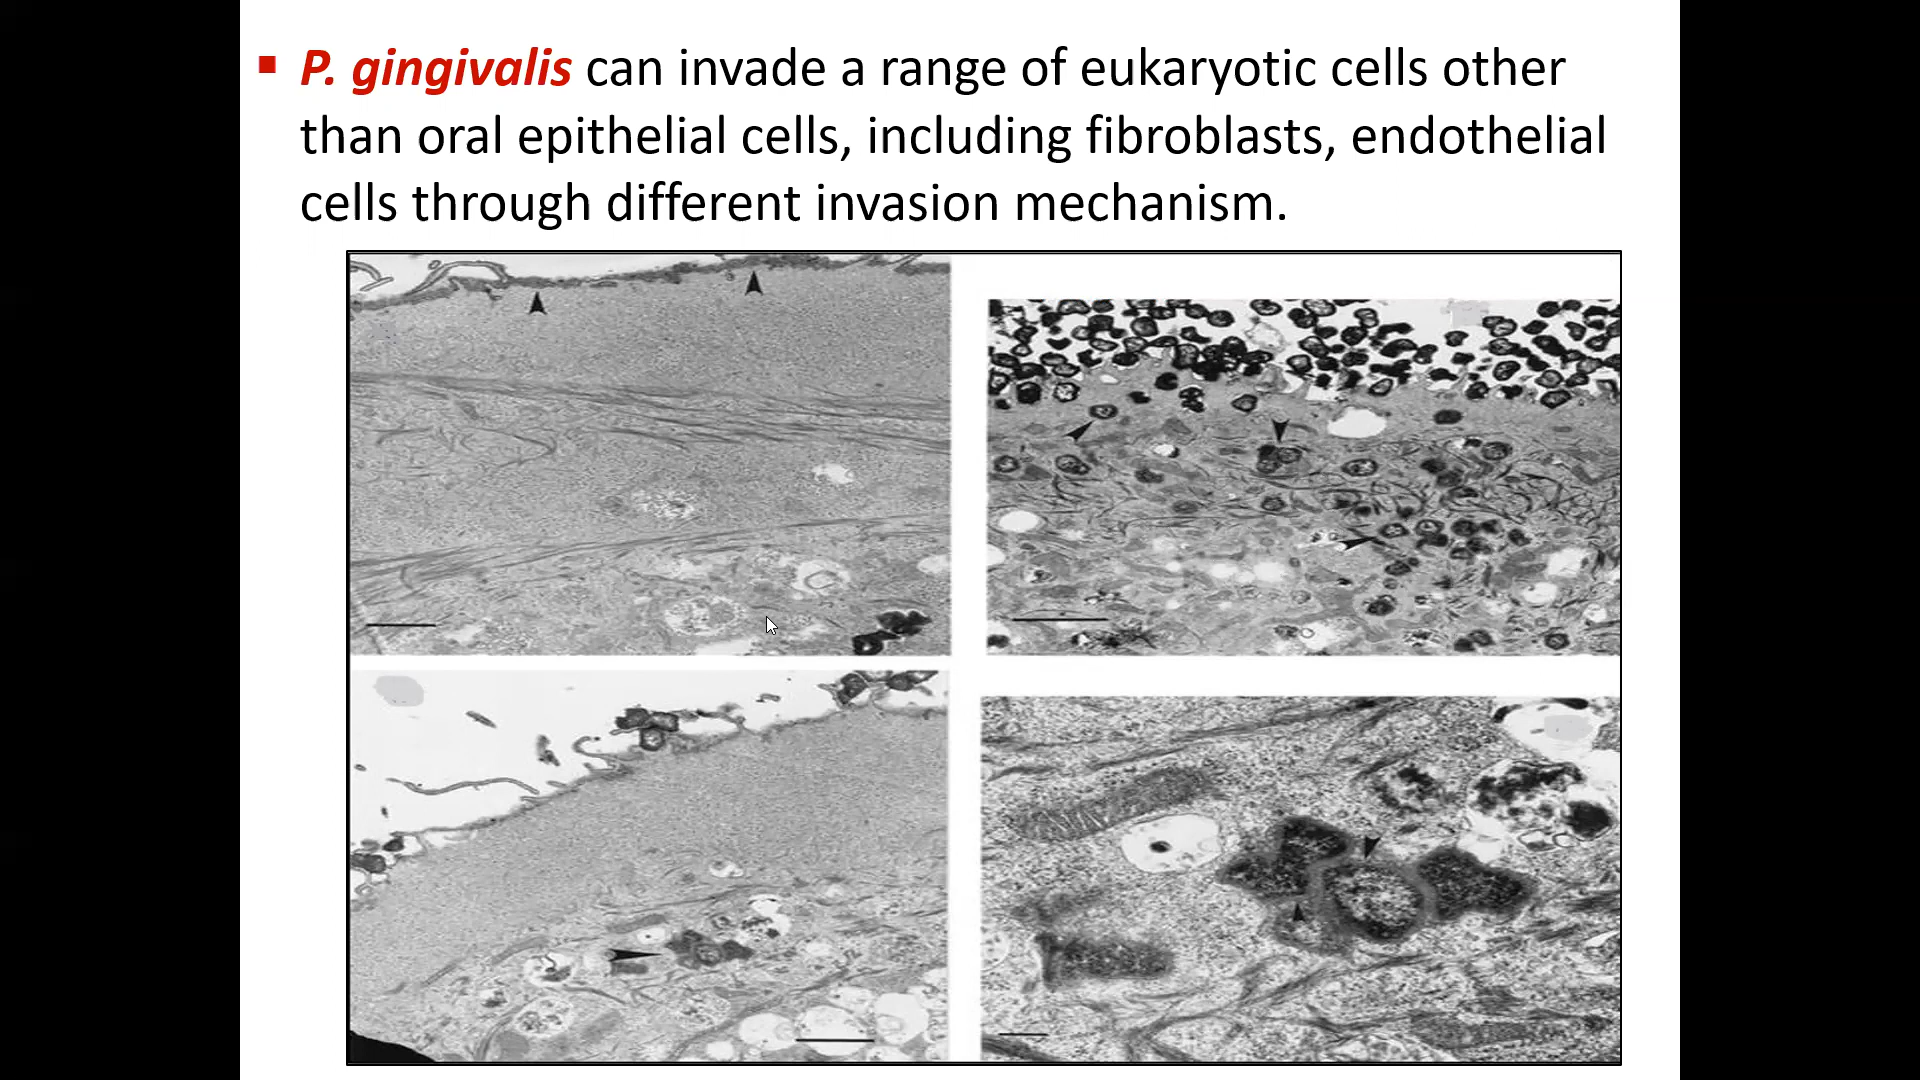 P. gingivalis can invade a range of eukaryotic cells other
than oral epithelial cells, including fibroblasts, endothelial
cells through different invasion mechanism.